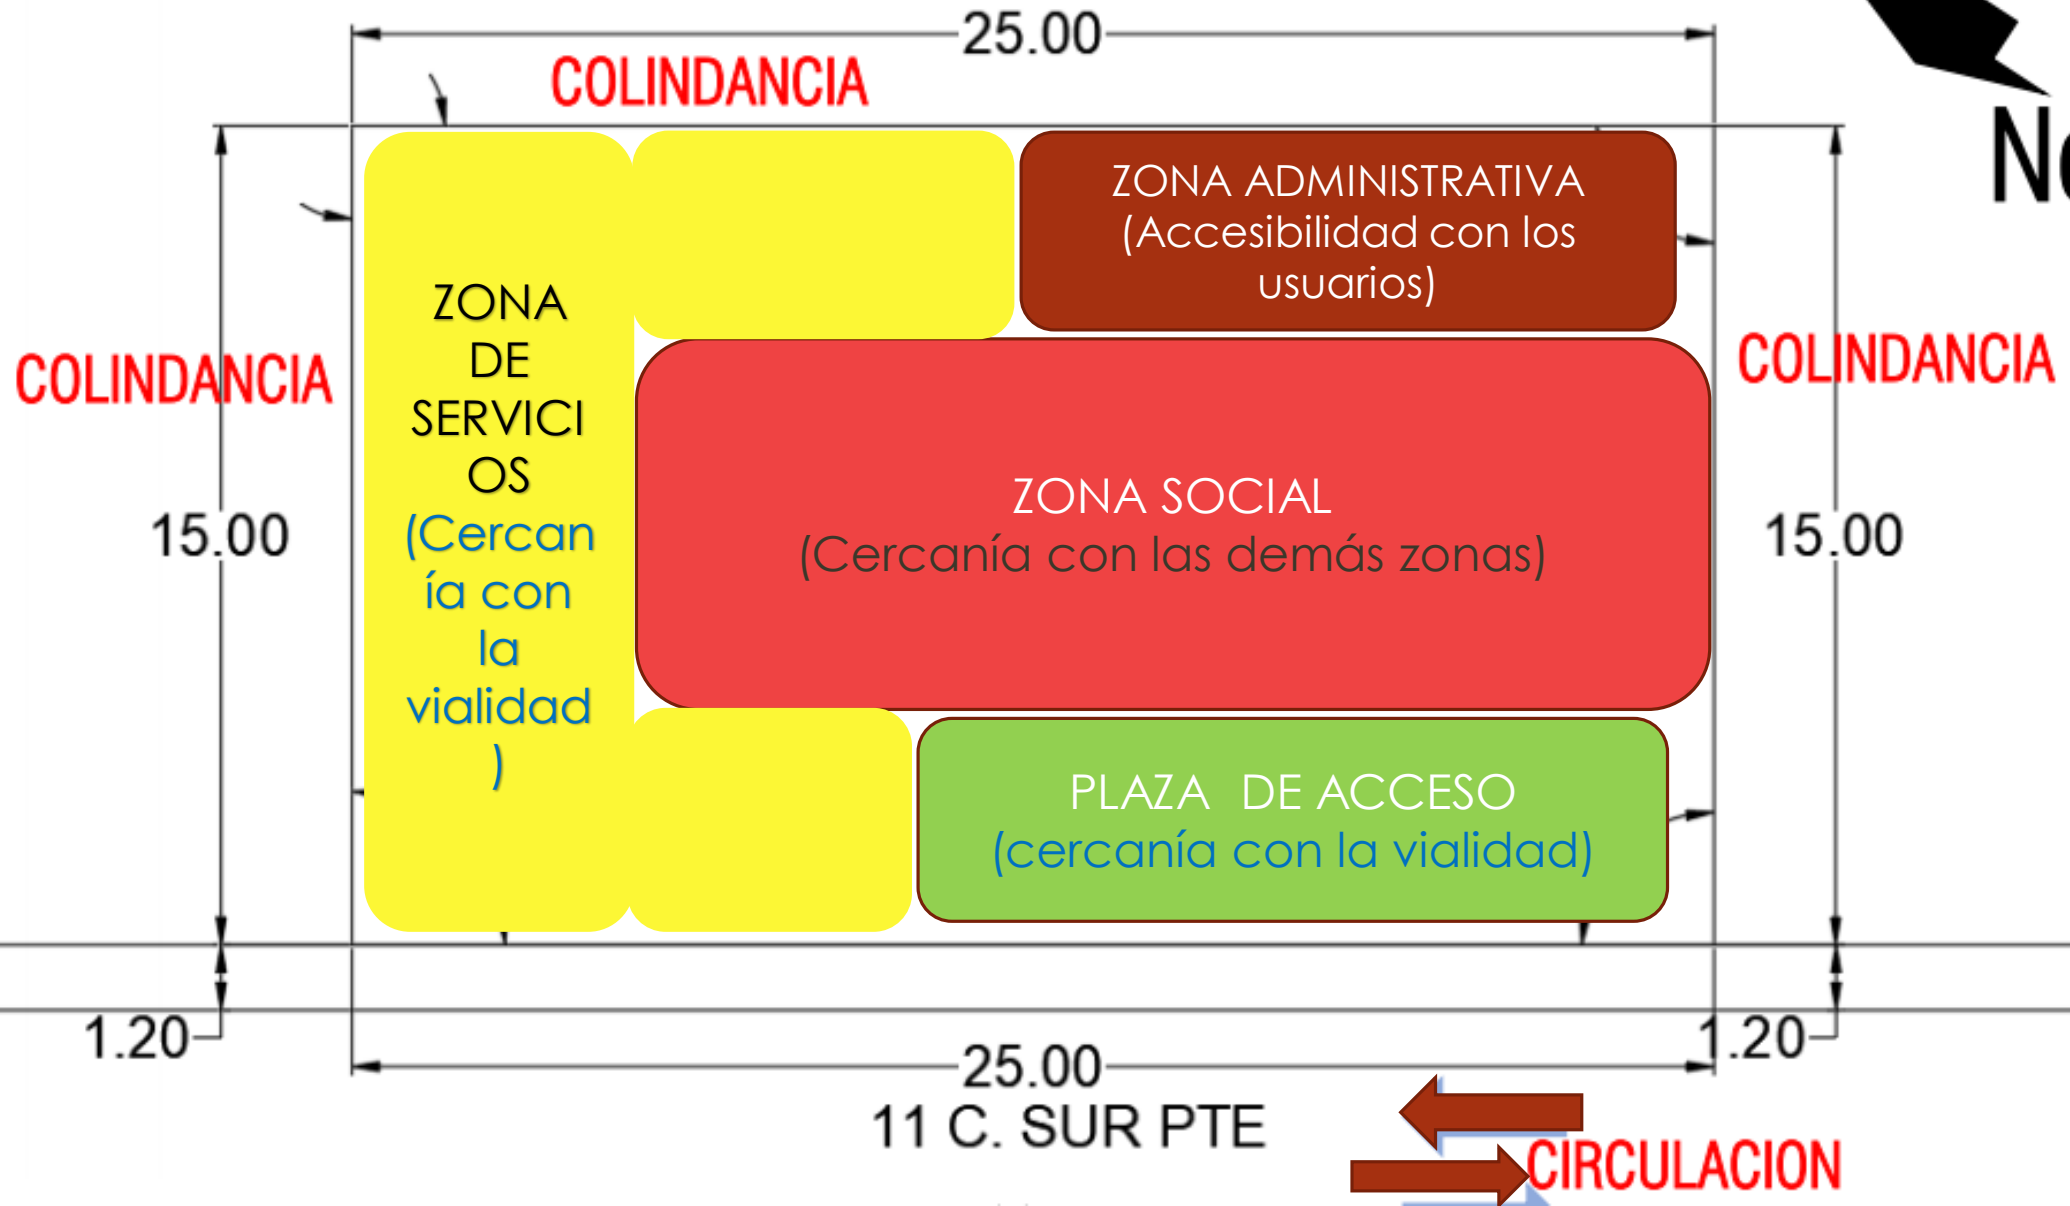 25.00
COLINDANCIA
ZONA ADMINISTRATIVA
(Accesibilidad con los
usuarios)
ZONA
DE
SERVICI
OS
(Cercan
ía con
la
vialidad
)
COLINDANCIA
COLINDANCIA
ZONA SOCIAL
(Cercanía con las demás zonas)
15.00
15.00
PLAZA  DE ACCESO
(cercanía con la vialidad)
1.20
1.20
25.00
11 C. SUR PTE
CIRCULACION